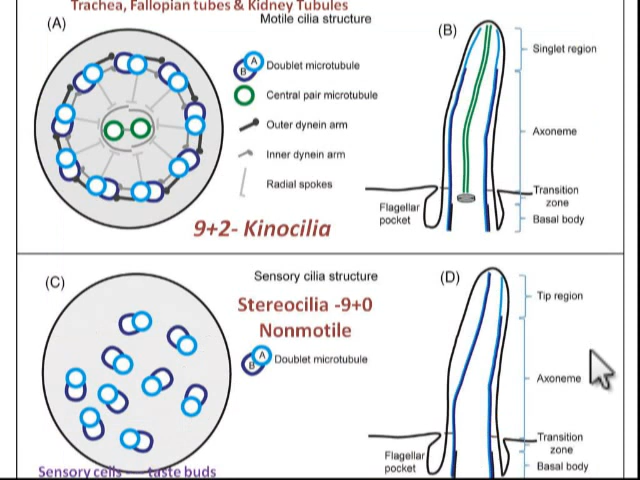 Trachea, Fallopian tubes & Kidney Tubules
(A)
Motile cilia structure
A
B
Doublet microtubule
Central pair microtubule
Outer dynein arm
Inner dynein arm
Radial spokes
9+2- Kinocilia
(B)
Singlet region
Axoneme
Transition
zone
Basal body
Flagellar
pocket
(C)
Sensory cilia structure
Stereocilia -9+0
Nonmotile
A
B
Doublet microtubule
Sensory cells taste buds
(D)
Tip region
Axoneme
Transition
zone
Basal body
Flagellar
pocket